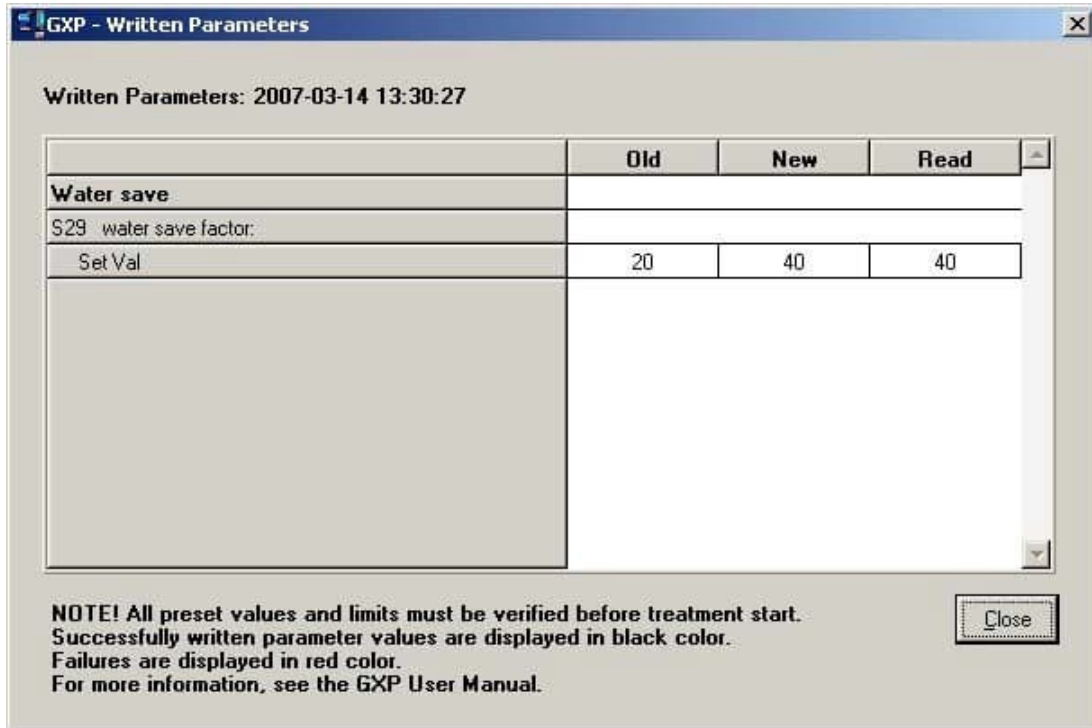 GXP - Written Parameters
Written Parameters: 2007-03-14 13:30:27
Old New Read
Water save
S29 water save factor:
Set Val 20 40 40
NOTE! All preset values and limits must be verified before treatment start.
Successfully written parameter values are displayed in black color.
Failures are displayed in red color.
For more information, see the GXP User Manual.
Close